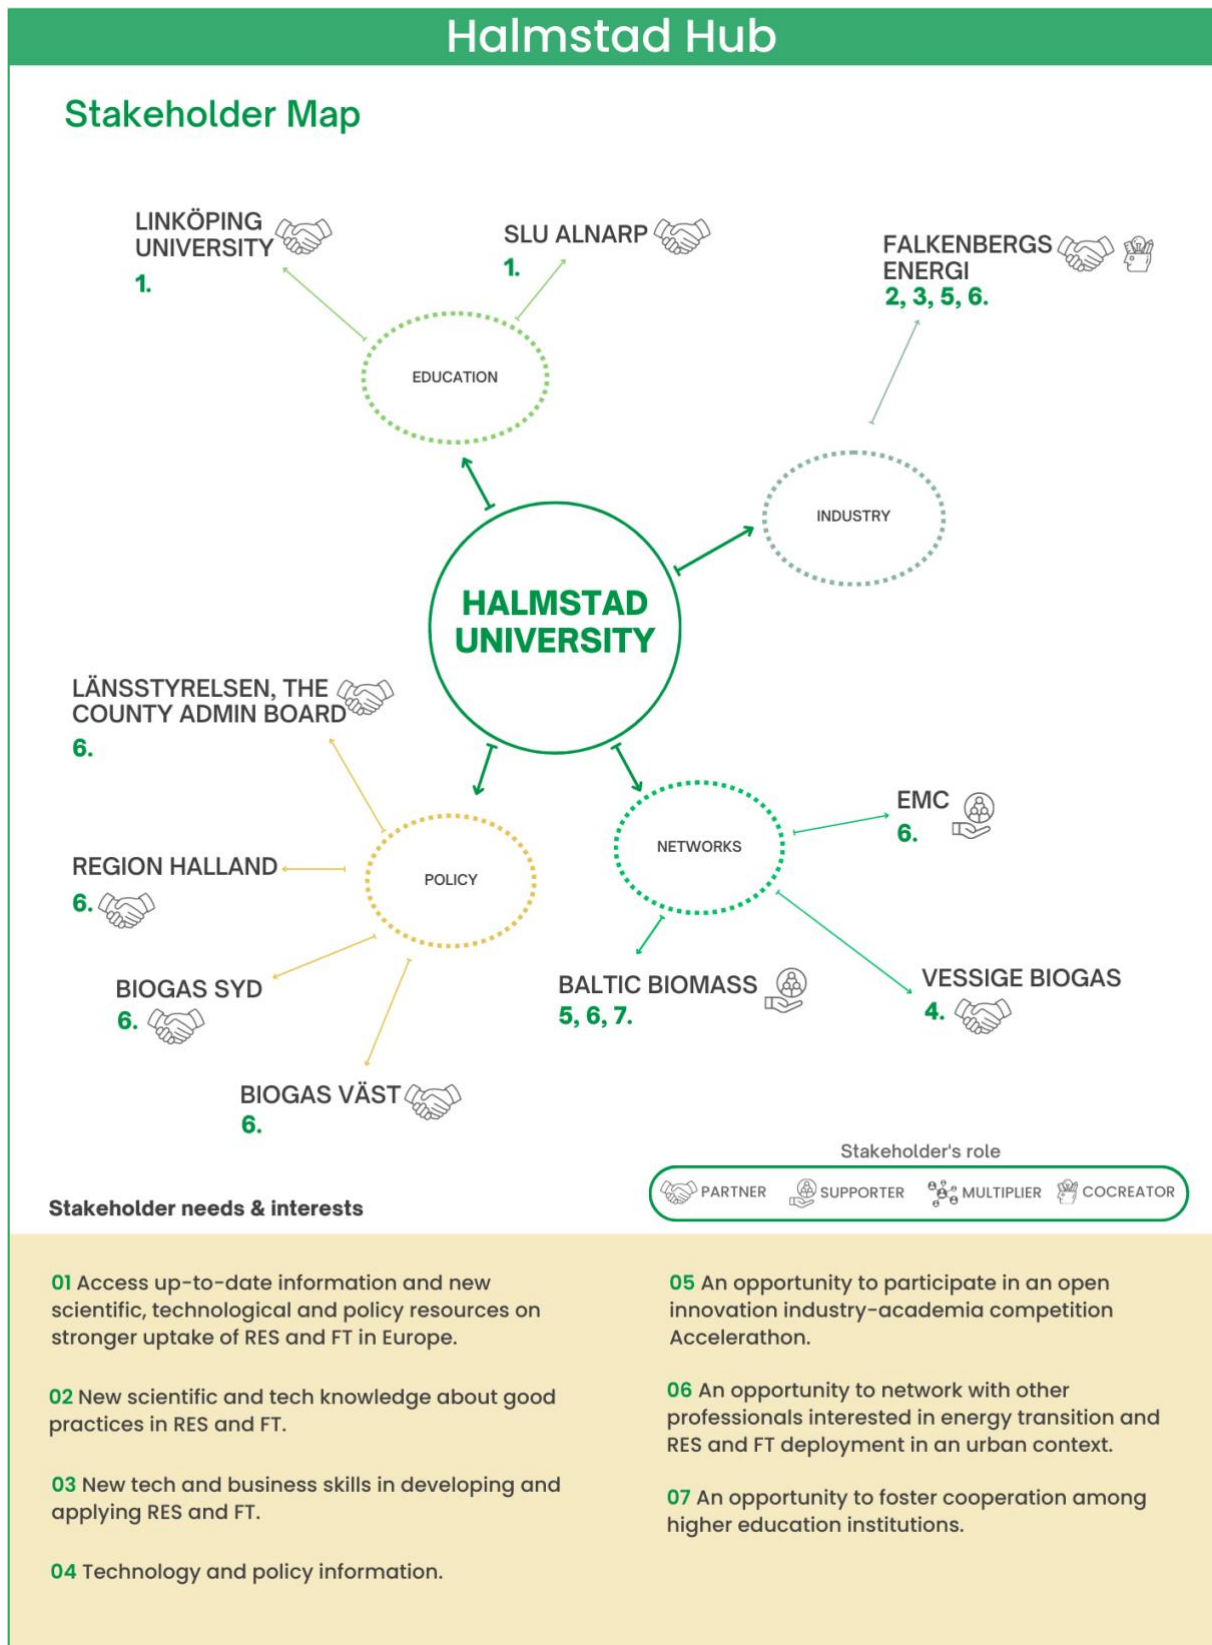 Halmstad Hub
Stakeholder Map
LINKÖPING
UNIVERSITY
1.
SLU ALNARP
1.
FALKENBERGS
ENERGI
2, 3, 5, 6.
EDUCATION
INDUSTRY
HALMSTAD
UNIVERSITY
LÄNSSTYRELSEN, THE
COUNTY ADMIN BOARD
6.
REGION HALLAND
6.
BIOGAS SYD
6.
BIOGAS VÄST
6.
POLICY
NETWORKS
EMC
6.
BALTIC BIOMASS
5, 6, 7.
VESSIGE BIOGAS
4.
Stakeholder's role
PARTNER SUPPORTER MULTIPLIER COCREATOR
Stakeholder needs & interests
01 Access up-to-date information and new
scientific, technological and policy resources on
stronger uptake of RES and FT in Europe.
02 New scientific and tech knowledge about good
practices in RES and FT.
03 New tech and business skills in developing and
applying RES and FT.
04 Technology and policy information.
05 An opportunity to participate in an open
innovation industry-academia competition
Accelerathon.
06 An opportunity to network with other
professionals interested in energy transition and
RES and FT deployment in an urban context.
07 An opportunity to foster cooperation among
higher education institutions.